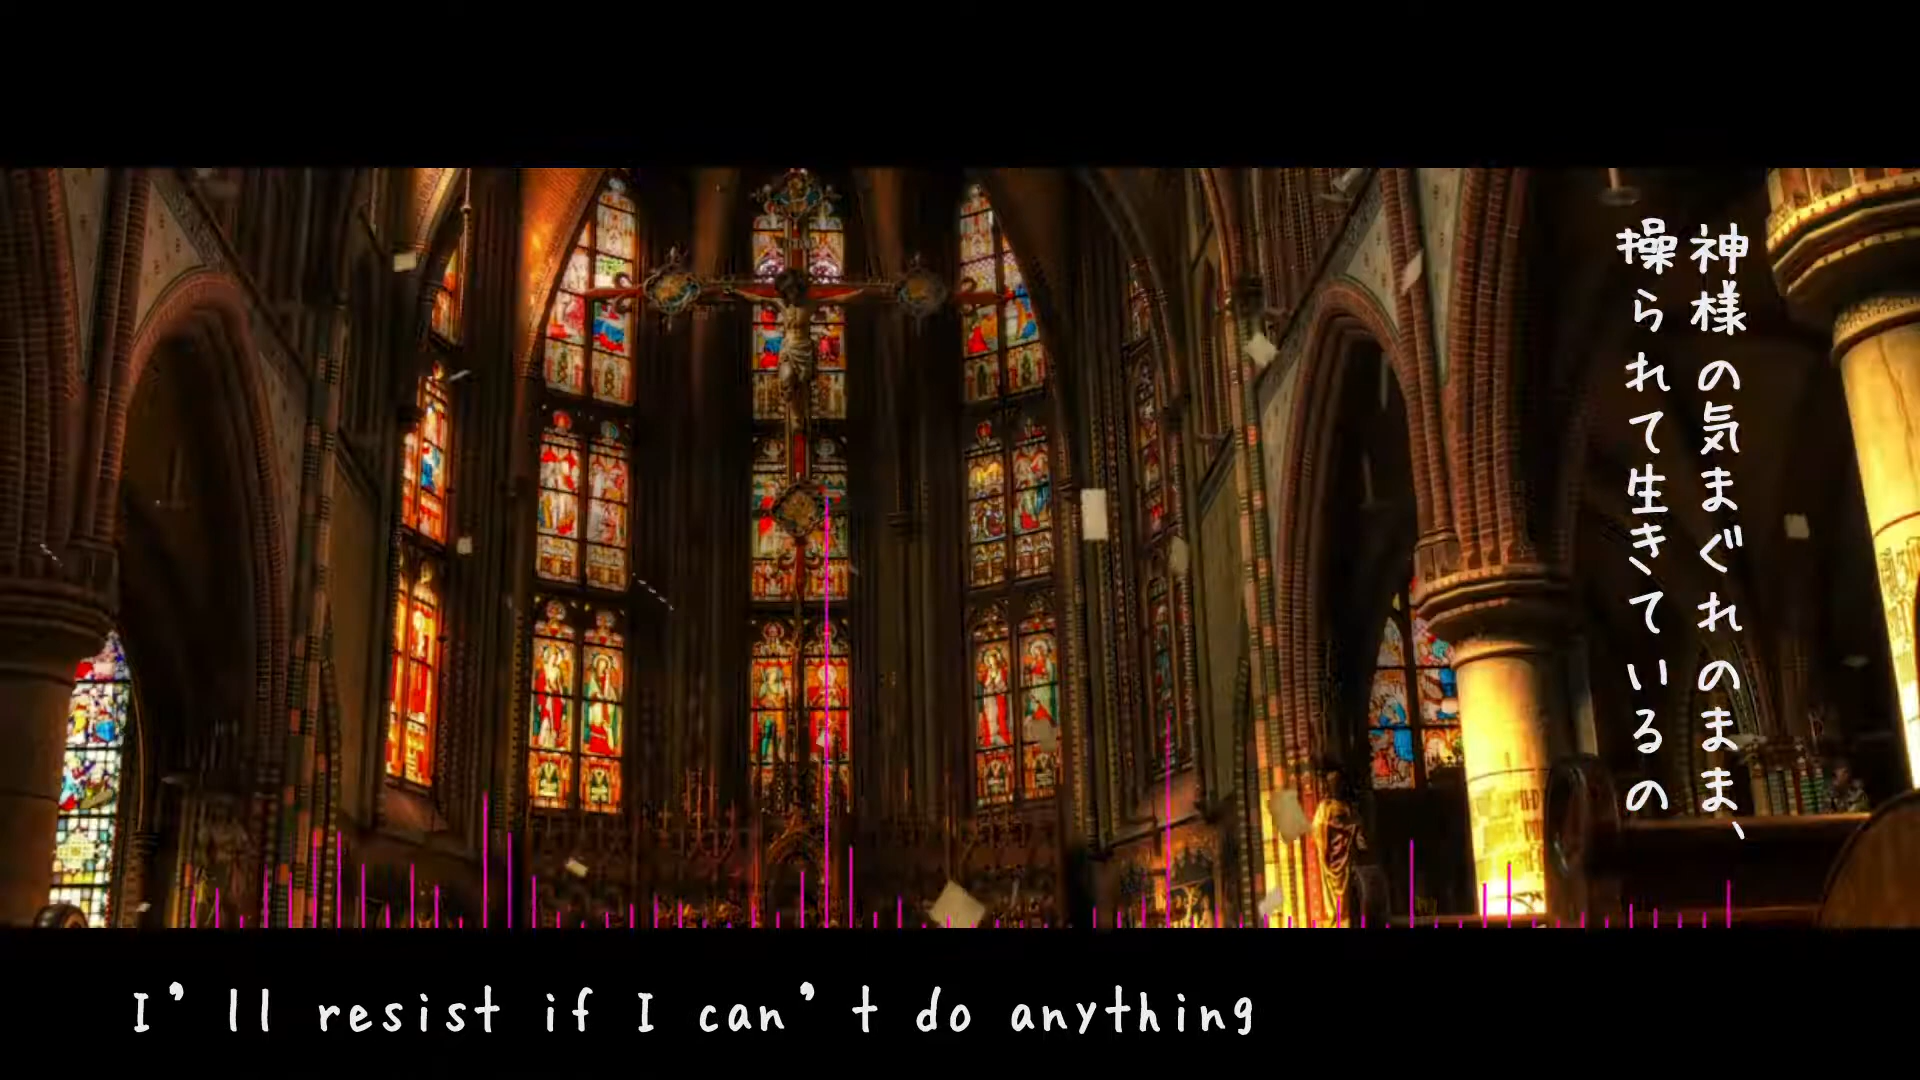 神様の気まぐれのまま、
操られて生きているの
I’ll resist if I can’t do anything